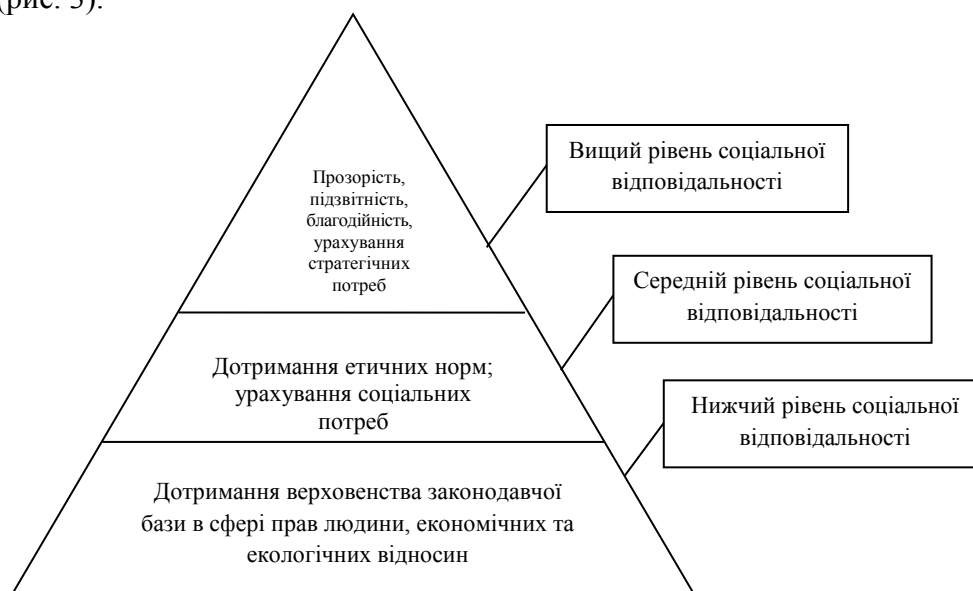 (рис. 3).
Прозорість,
підзвітність,
благодійність,
урахування
стратегічних
потреб
Вищий рівень соціальної
відповідальності
Середній рівень соціальної
відповідальності
Дотримання етичних норм;
урахування соціальних
потреб
Нижчий рівень соціальної
відповідальності
Дотримання верховенства законодавчої
бази в сфері прав людини, економічних та
екологічних відносин